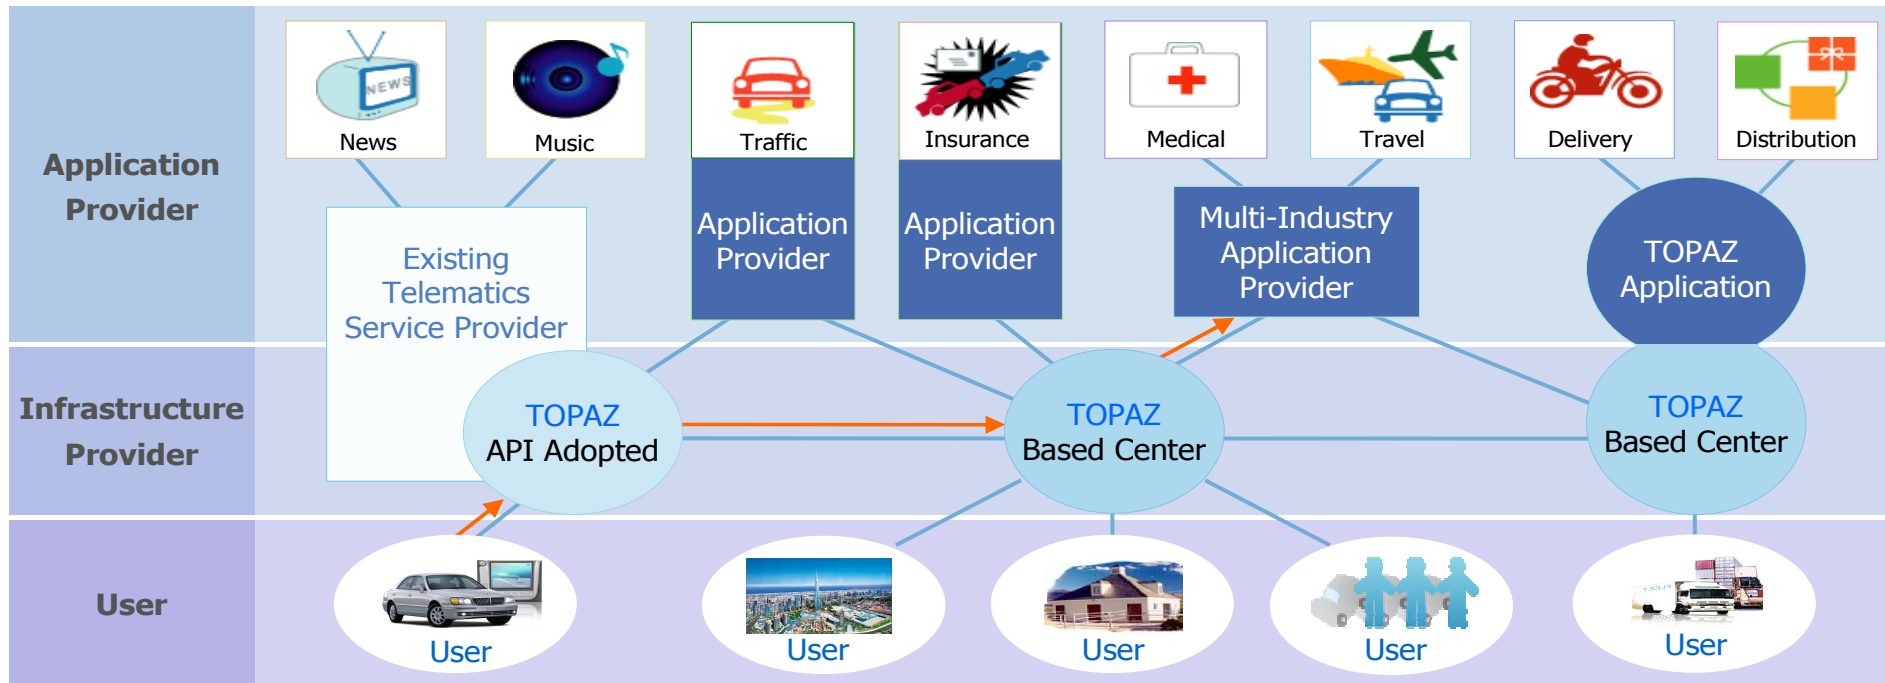 NEWS
News
Music
Traffic
Insurance
Medical
Travel
Delivery
Distribution
Application
Provider
Existing
Telematics
Service Provider
Application
Provider
Application
Provider
Multi-Industry
Application
Provider
TOPAZ
Application
Infrastructure
Provider
TOPAZ
API Adopted
TOPAZ
Based Center
TOPAZ
Based Center
User
User
User
User
User
User